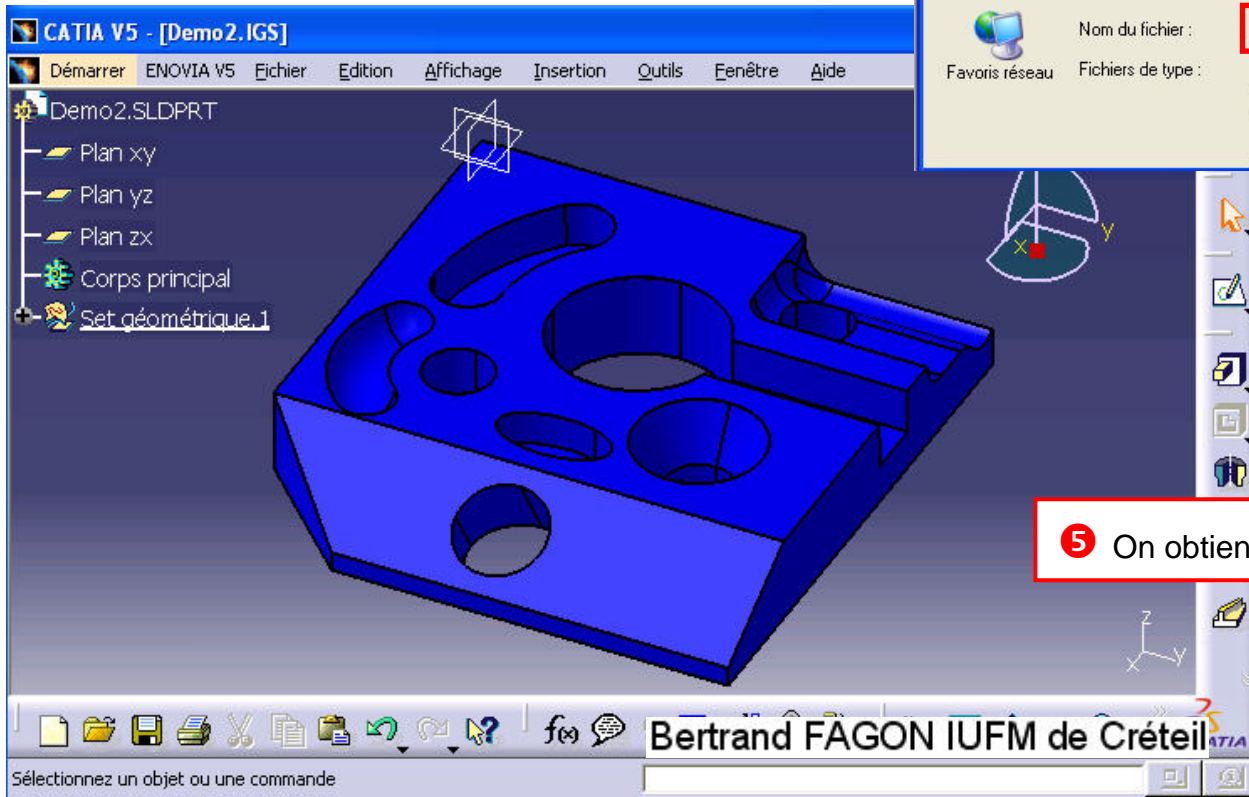 CATIA V5 - [Demo2.IGS]
Démarrer ENOVIA V5 Fichier Edition Affichage Insertion Outils Fenêtre Aide
Nom du fichier :
Favoris réseau
Fichiers de type :
Demo2.SLDPRT
Plan xy
Plan yz
Plan zx
Corps principal
Set géométrique.1
x
y
5 On obtien
z
x
y
f(x)
Bertrand FAGON IUFM de Créteil
CATIA
Sélectionnez un objet ou une commande